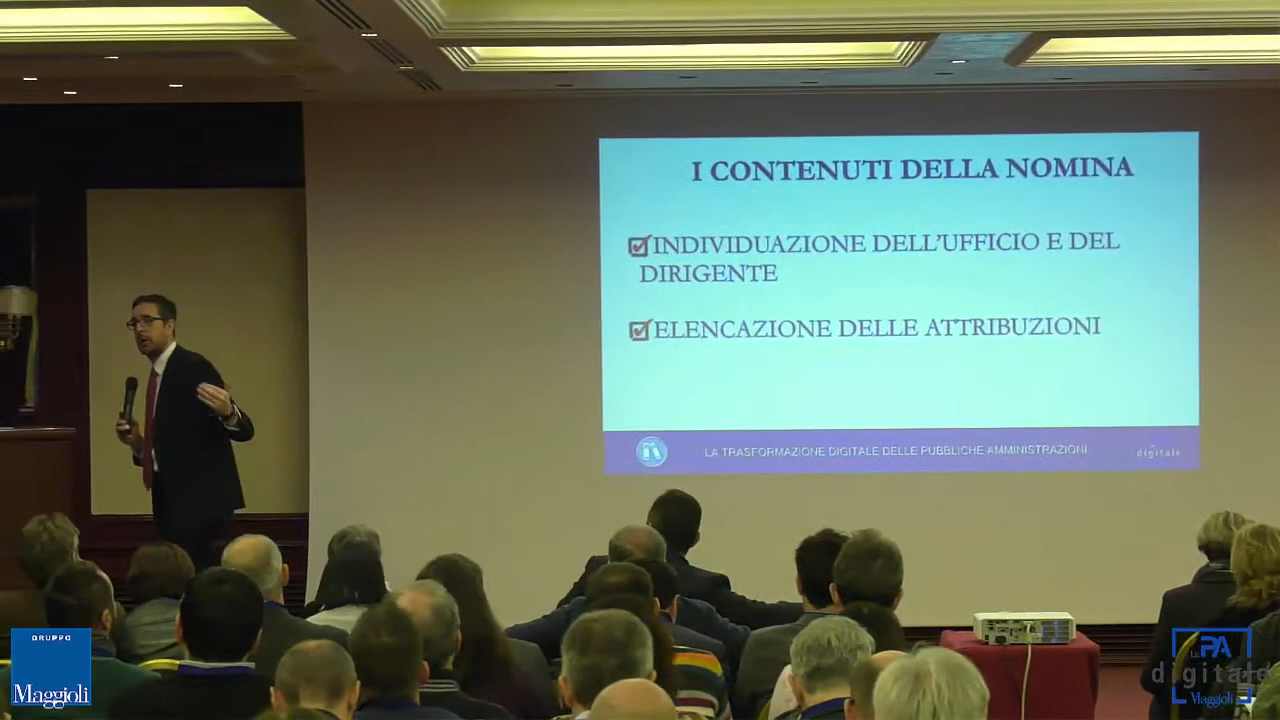 I CONTENUTI DELLA NOMINA
INDIVIDUAZIONE DELL'UFFICIO E DEL
DIRIGENTE
ELENCAZIONE DELLE ATTRIBUZIONI
LA TRASFORMAZIONE DIGITALE DELLE PUBBLICHE AMMINISTRAZIONI
digitale
GRUPPO
Maggioli
La PA
digitale
Maggioli